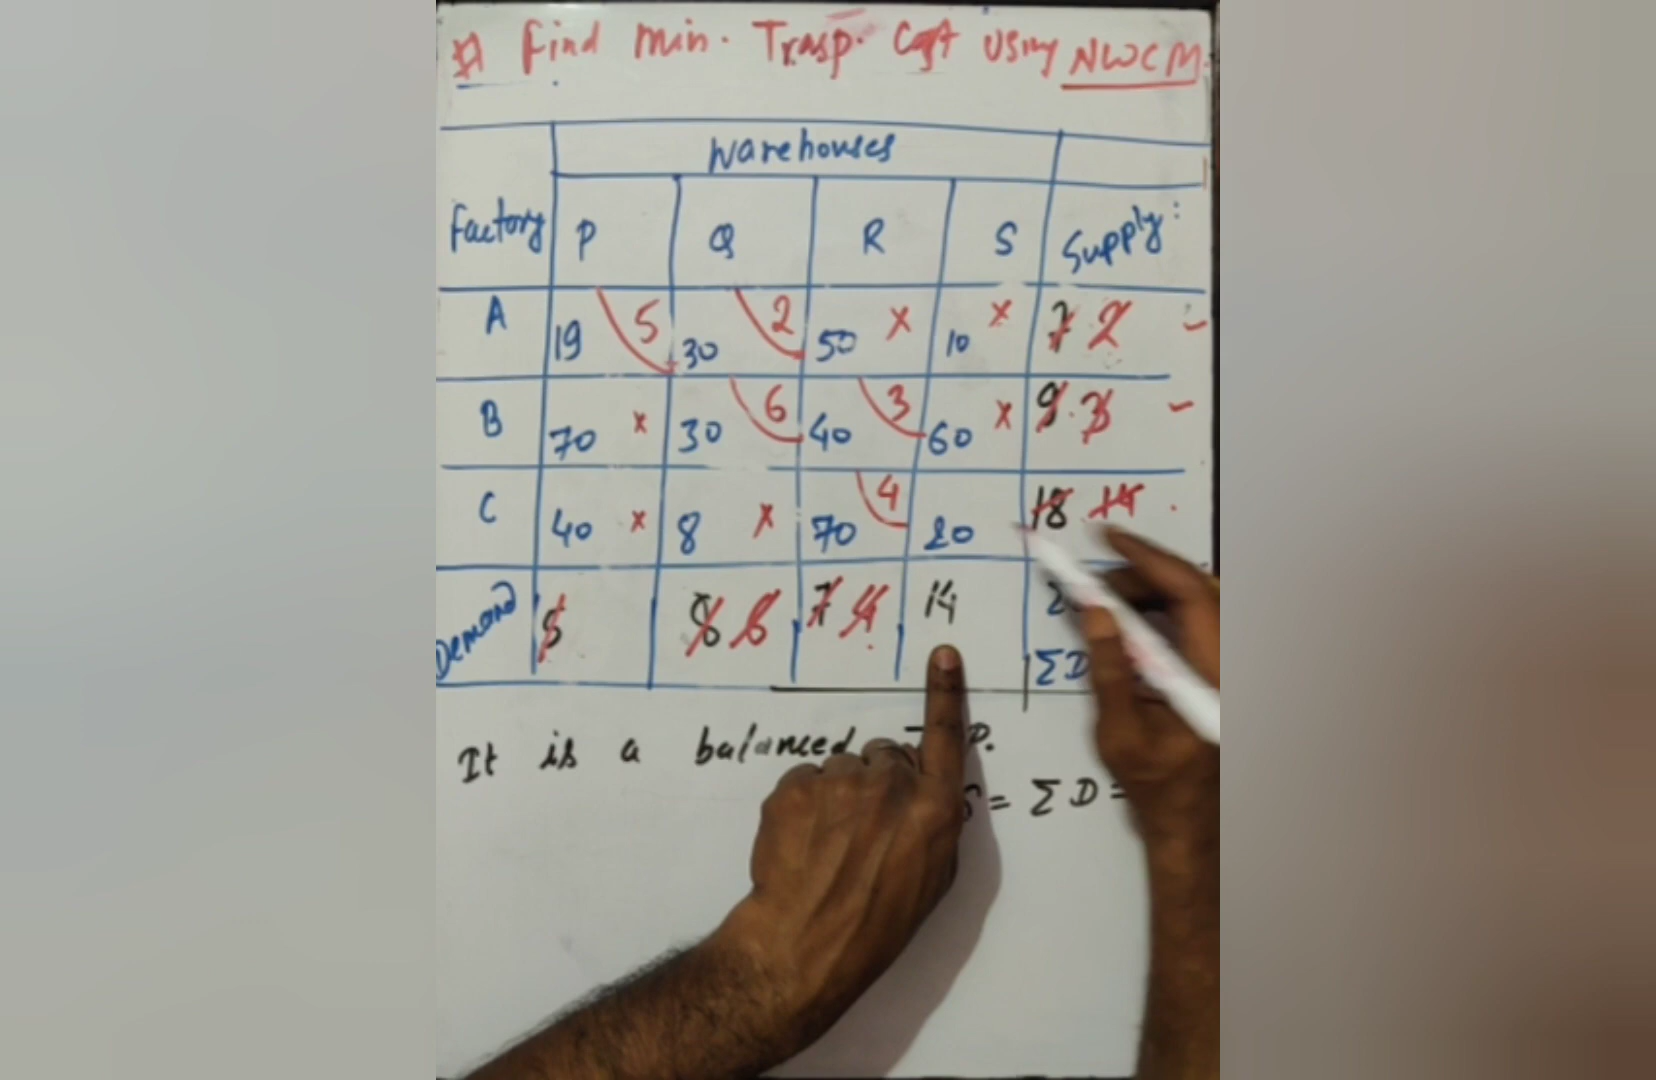 Find Min. Trasp. Cost Using NWCM.
Warehouses
Factory P Q R S Supply:
A 19 5 30 2 50 x 10 x 7 2 -
B 70 x 30 6 40 3 60 x 9. 3 -
C 40 x 8 x 70 4 20 18 14 .
Demand 5 8 6 7 4 14
ΣD
It is a balanced P.
S = ΣD =